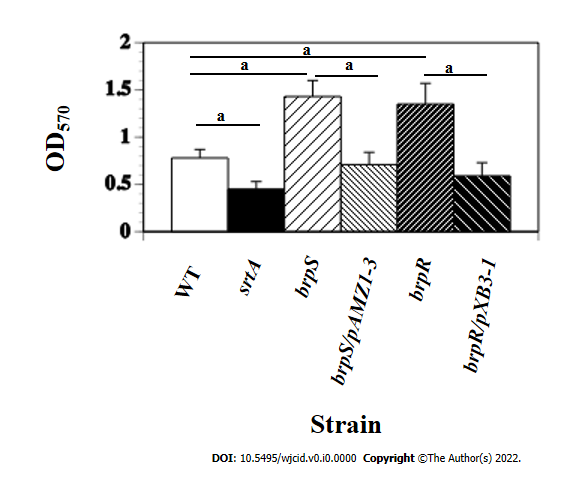 2
a
a
a
1.5
a
a
1
0.5
0
OD570
WT
srtA
brpS
brpS/pAMZ1-3
brpR
brpR/pXB3-1
Strain
DOI: 10.5495/wjcid.v0.i0.0000 Copyright ©The Author(s) 2022.